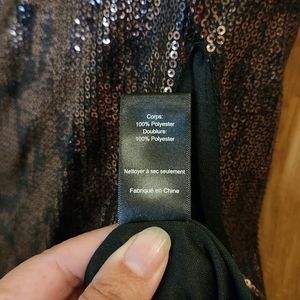 Corps:
100% Polyester
Doublure:
100% Polyester
Nettoyer à sec seulement
Fabriqué en Chine